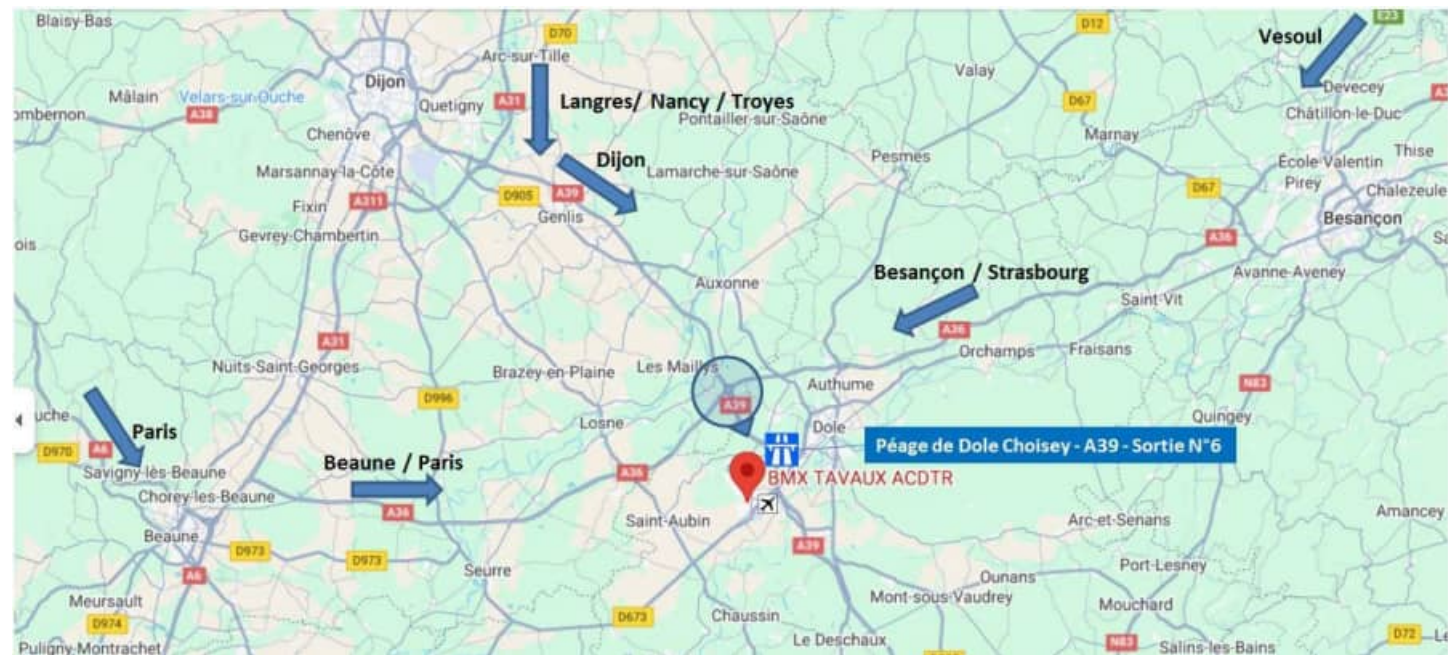 Blaisy-Bas
D70
D12
E23
Vesoul
Arc-sur-Tille
Dijon
Valay
Devecey
Mâlain
Velars-sur-Ouche
Quetigny
A31
Langres/ Nancy / Troyes
D67
Châtillon-le-Duc
ombernon
A38
Pontailler-sur-Saône
Chenôve
Marnay
Dijon
Pesmes
École-Valentin
Thise
Marsannay-la-Côte
Lamarche-sur-Saône
Pirey
Chalezeule
D905
A39
D67
Fixin
A311
Genlis
Besançon
Gevrey-Chambertin
A36
ois
Besançon / Strasbourg
Avanne-Aveney
Auxonne
Saint-Vit
A31
A36
Orchamps
Fraisans
Nuits-Saint-Georges
Brazey-en-Plaine
Les Maillys
Authume
N83
D996
A39
uche
Quingey
Losne
Dole
Paris
D970
A6
Péage de Dole Choisey - A39 - Sortie N°6
Beaune / Paris
Savigny-lès-Beaune
A36
BMX TAVAUX ACDTR
Chorey-les-Beaune
A36
Saint-Aubin
Arc-et-Senans
Amancey
Beaune
D973
D973
A39
Seurre
Port-Lesney
A6
Ounans
Meursault
Mont-sous-Vaudrey
Mouchard
D974
D673
Chaussin
Puligny-Montrachet
Le Deschaux
N83
Salins-les-Bains
D72
Le